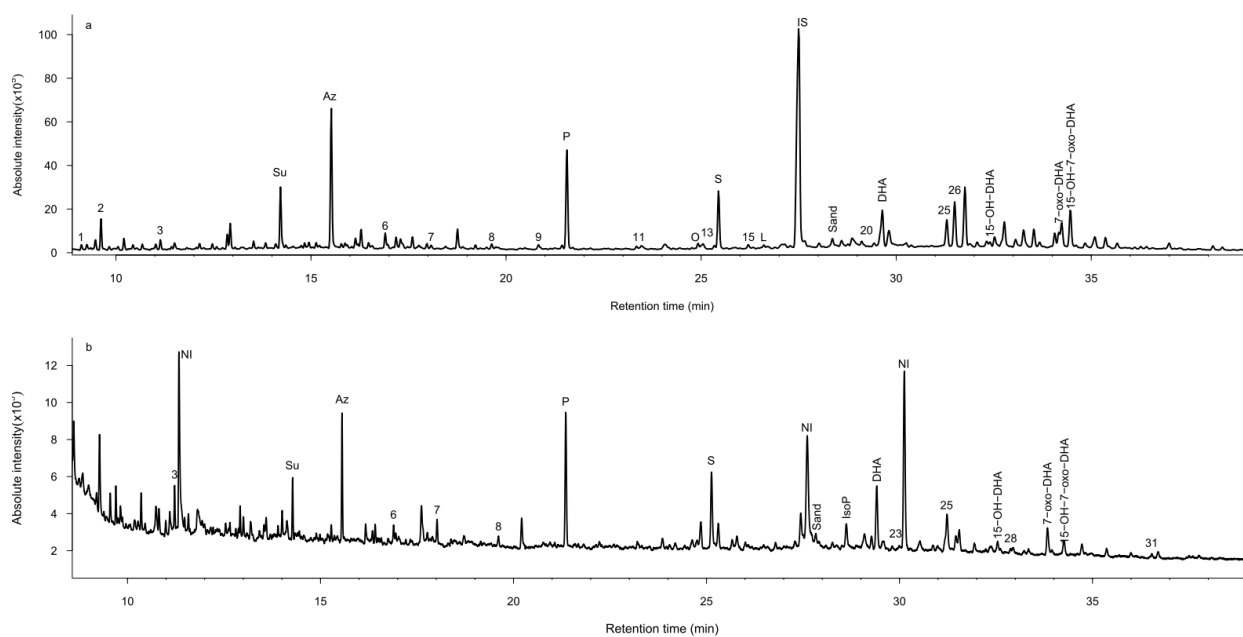 a
IS
100
Absolute intensity(x10⁵)
80
Az
60
P
40
Su
S
20
2
1
3
6
7
8
9
11
O
13
15
L
Sand
20
DHA
25
26
15-OH-DHA
7-oxo-DHA
15-OH-7-oxo-DHA
0
10
15
20
25
30
35
Retention time (min)
b
NI
12
Absolute intensity(x10⁵)
10
8
6
4
2
3
Su
Az
6
7
8
P
S
NI
Sand
IsoP
DHA
23
NI
25
15-OH-DHA
28
7-oxo-DHA
15-OH-7-oxo-DHA
31
10
15
20
25
30
35
Retention time (min)